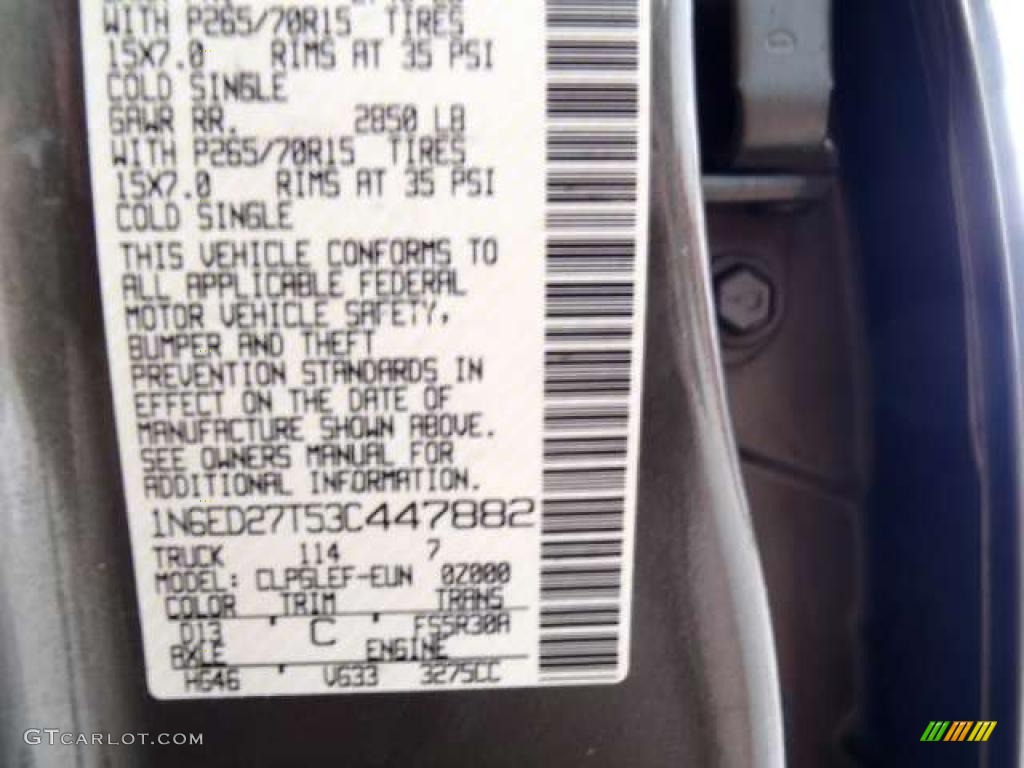 WITH P265/70R15 TIRES
15X7.0 RIMS AT 35 PSI
COLD SINGLE
GAWR RR. 2850 LB
WITH P265/70R15 TIRES
15X7.0 RIMS AT 35 PSI
COLD SINGLE
THIS VEHICLE CONFORMS TO
ALL APPLICABLE FEDERAL
MOTOR VEHICLE SAFETY,
BUMPER AND THEFT
PREVENTION STANDARDS IN
EFFECT ON THE DATE OF
MANUFACTURE SHOWN ABOVE.
SEE OWNERS MANUAL FOR
ADDITIONAL INFORMATION.
1N6ED27T53C447882
TRUCK 114 7
MODEL: CLPGLEF-EUN 0Z000
COLOR TRIM TRANS
D13 ' C ' FS5R30A
AXLE ENGINE
HG46 ' VG33 3275CC
GTCARLOT.COM